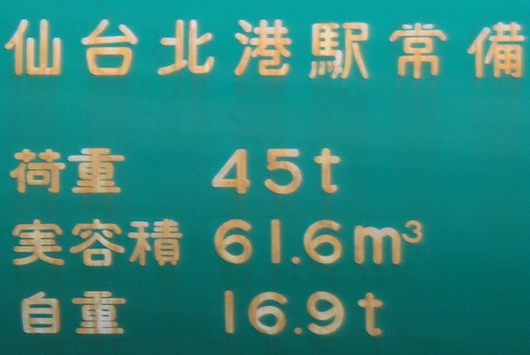 仙台北港駅常備
荷重 45t
実容積 61.6m³
自重 16.9t